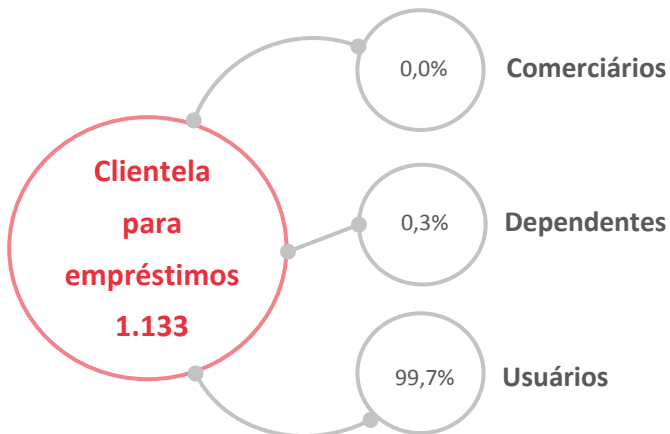 Clientela
para
empréstimos
1.133
0,0%
Comerciários
0,3%
Dependentes
99,7%
Usuários